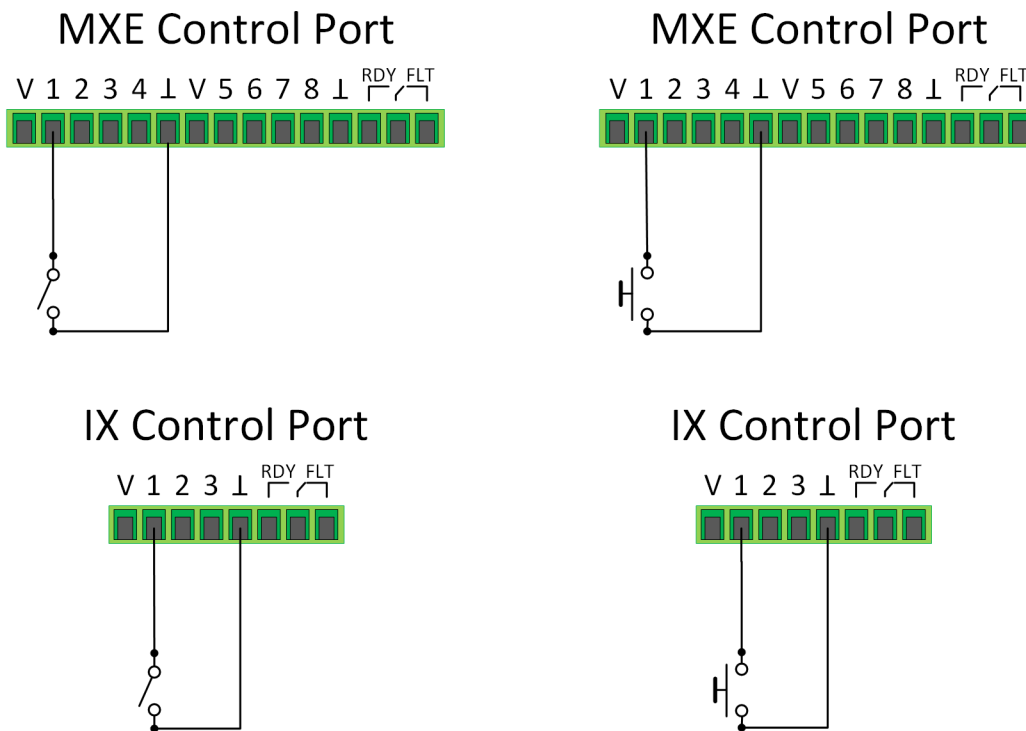 MXE Control Port
V 1 2 3 4 ⊥ V 5 6 7 8 ⊥ RDY FLT
MXE Control Port
V 1 2 3 4 ⊥ V 5 6 7 8 ⊥ RDY FLT
IX Control Port
V 1 2 3 ⊥ RDY FLT
IX Control Port
V 1 2 3 ⊥ RDY FLT